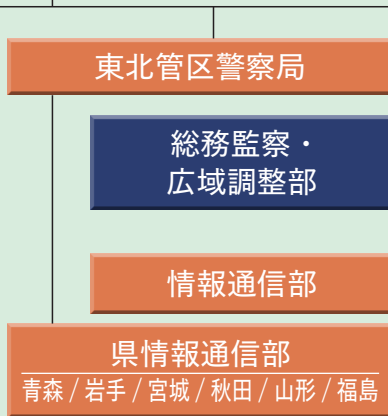 東北管区警察局
総務監察・
広域調整部
情報通信部
県情報通信部
青森 / 岩手 / 宮城 / 秋田 / 山形 / 福島